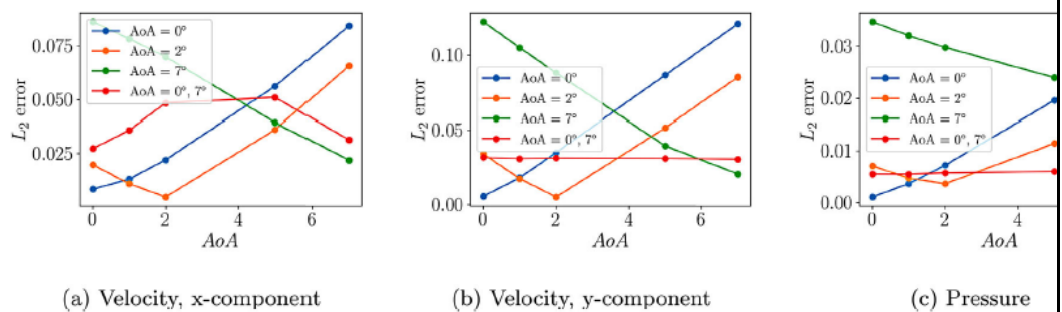 0.075
0.050
0.025
L₂ error
AoA = 0°
AoA = 2°
AoA = 7°
AoA = 0°, 7°
0 2 4 6
AoA
(a) Velocity, x-component
0.10
0.05
0.00
L₂ error
AoA = 0°
AoA = 2°
AoA = 7°
AoA = 0°, 7°
0 2 4 6
AoA
(b) Velocity, y-component
0.03
0.02
0.01
0.00
L₂ error
AoA = 0°
AoA = 2°
AoA = 7°
AoA = 0°, 7°
0 2 4
AoA
(c) Pressure